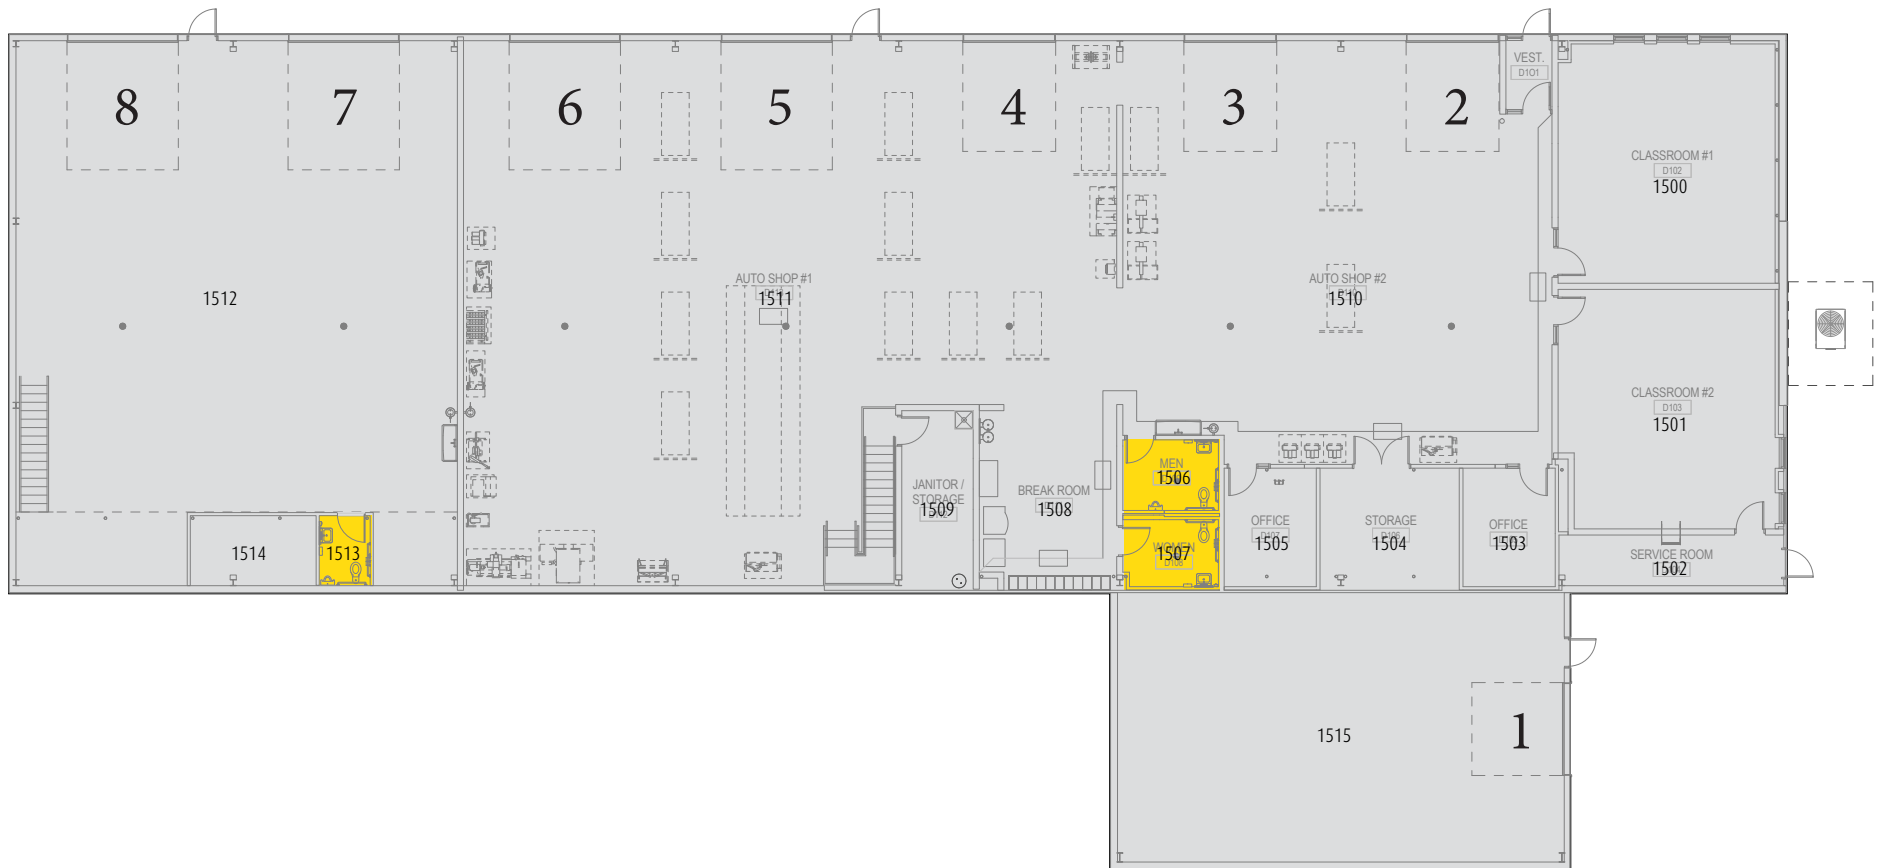 VEST.
D101
8
7
6
5
4
3
2
CLASSROOM #1
D102
1500
AUTO SHOP #1
1511
AUTO SHOP #2
1510
1512
CLASSROOM #2
D103
1501
MEN
1506
JANITOR /
STORAGE
1509
BREAK ROOM
1508
WOMEN
1507
D108
OFFICE
1505
STORAGE
1504
OFFICE
1503
SERVICE ROOM
1502
1514
1513
1515
1